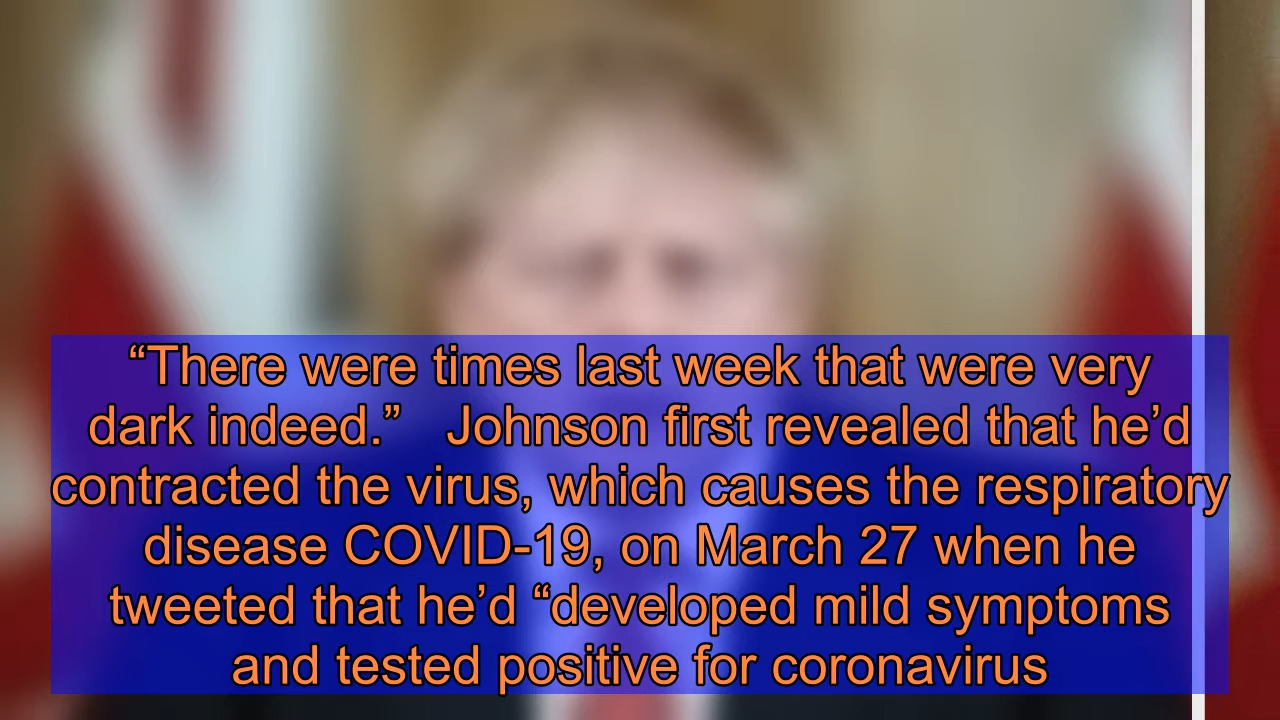 “There were times last week that were very
dark indeed.”   Johnson first revealed that he’d
contracted the virus, which causes the respiratory
disease COVID-19, on March 27 when he
tweeted that he’d “developed mild symptoms
and tested positive for coronavirus